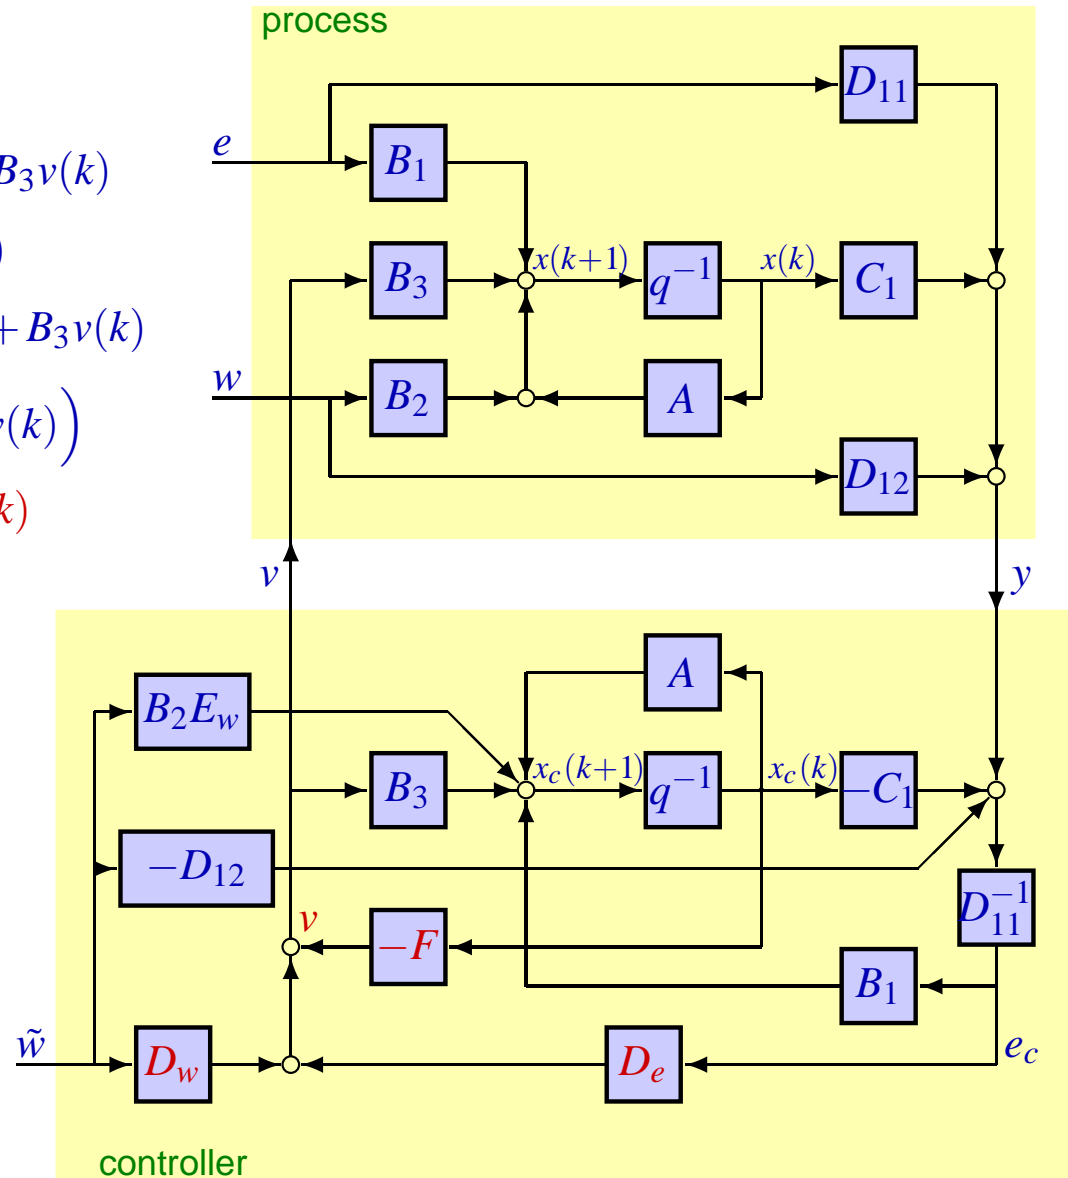 process
D₁₁
e
B₁
B₃v(k)
B₃
x(k+1)
q⁻¹
x(k)
C₁
)
+ B₃v(k)
w
B₂
A
v(k))
D₁₂
k)
v
y
A
B₂E_w
B₃
x_c(k+1)
q⁻¹
x_c(k)
−C₁
−D₁₂
D₁₁⁻¹
v
−F
B₁
w̃
D_w
D_e
e_c
controller